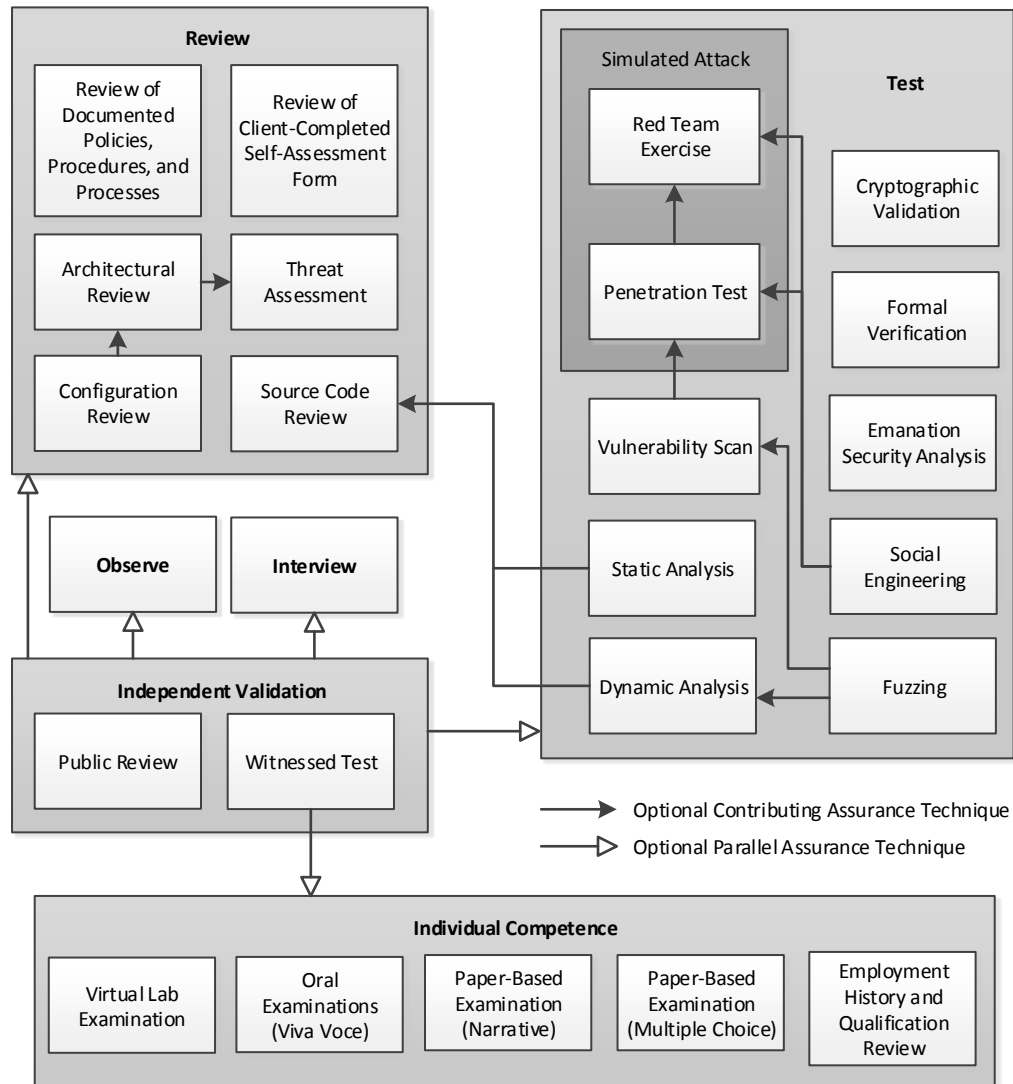 Review
Review of
Documented
Policies,
Procedures, and
Processes
Review of
Client-Completed
Self-Assessment
Form
Architectural
Review
Threat
Assessment
Configuration
Review
Source Code
Review
Observe
Interview
Independent Validation
Public Review
Witnessed Test
Test
Simulated Attack
Red Team
Exercise
Penetration Test
Vulnerability Scan
Static Analysis
Dynamic Analysis
Cryptographic
Validation
Formal
Verification
Emanation
Security Analysis
Social
Engineering
Fuzzing
Optional Contributing Assurance Technique
Optional Parallel Assurance Technique
Individual Competence
Virtual Lab
Examination
Oral
Examinations
(Viva Voce)
Paper-Based
Examination
(Narrative)
Paper-Based
Examination
(Multiple Choice)
Employment
History and
Qualification
Review